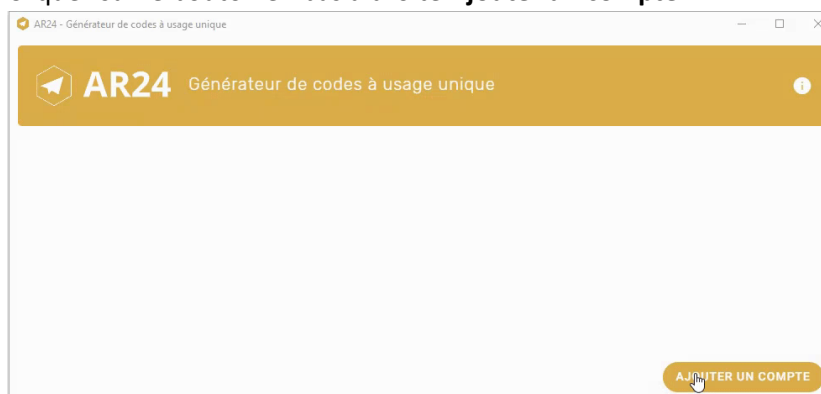 AR24 - Générateur de codes à usage unique
AR24 Générateur de codes à usage unique
AJOUTER UN COMPTE